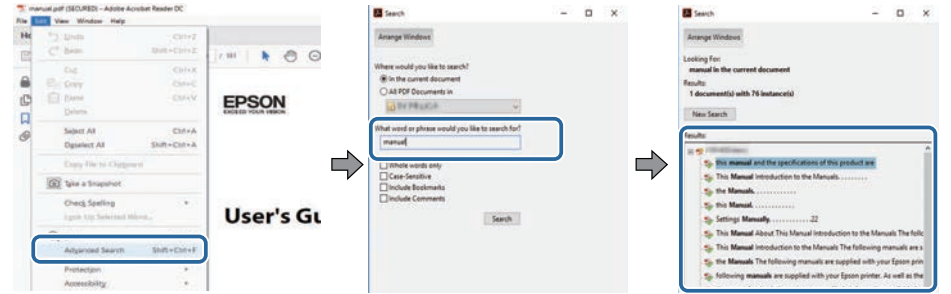 manual.pdf (SECURED) - Adobe Acrobat Reader DC
File Edit View Window Help
Undo Ctrl+Z
Redo Shift+Ctrl+Z
Cut Ctrl+X
Copy Ctrl+C
Paste Ctrl+V
Delete
Select All Ctrl+A
Deselect All Shift+Ctrl+A
Copy File to Clipboard
Take a Snapshot
Check Spelling
Look Up Selected Word...
Advanced Search Shift+Ctrl+F
Protection
Accessibility
EPSON
EXCEED YOUR VISION
User's Gu
Search
Arrange Windows
Where would you like to search?
In the current document
All PDF Documents in
What word or phrase would you like to search for?
manual
Whole words only
Case-Sensitive
Include Bookmarks
Include Comments
Search
Search
Arrange Windows
Looking For:
manual in the current document
Results:
1 document(s) with 76 instance(s)
New Search
Results:
this manual and the specifications of this product are
This Manual Introduction to the Manuals.........
the Manuals............
this Manual............
Settings Manually............22
This Manual About This Manual Introduction to the Manuals The follo
This Manual Introduction to the Manuals The following manuals are s
the Manuals The following manuals are supplied with your Epson prin
following manuals are supplied with your Epson printer. As well as the